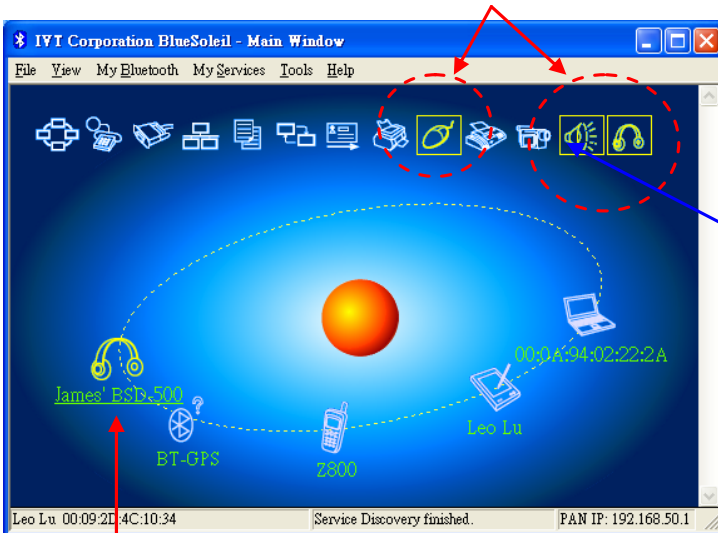 IVT Corporation BlueSoleil - Main Window
File View My Bluetooth My Services Tools Help
00:0A:94:02:22:2A
James' BSD-500
Leo Lu
BT-GPS
Z800
Leo Lu 00:09:2D:4C:10:34 Service Discovery finished. PAN IP: 192.168.50.1